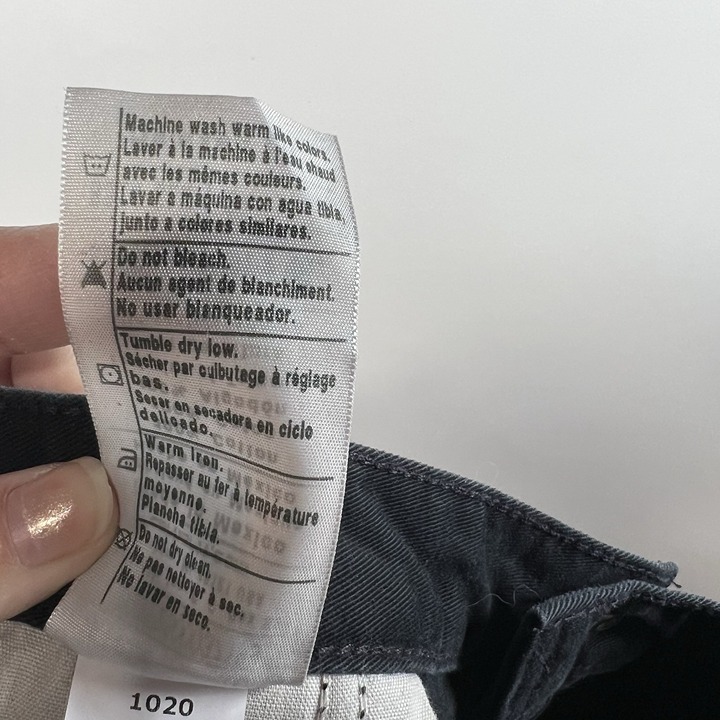 Machine wash warm like colors.
Laver à la machine à l'eau chaud
avec les mêmes couleurs.
Lavar a máquina con agua tibia,
junto a colores similares.
Do not bleach.
Aucun agent de blanchiment.
No usar blanqueador.
Tumble dry low.
Sécher par culbutage à réglage
bas.
Secar en secadora en ciclo
delicado.
Warm Iron.
Repasser au fer à température
moyenne.
Plancha tibia.
Do not dry clean.
Ne pas nettoyer à sec.
No lavar en seco.
1020